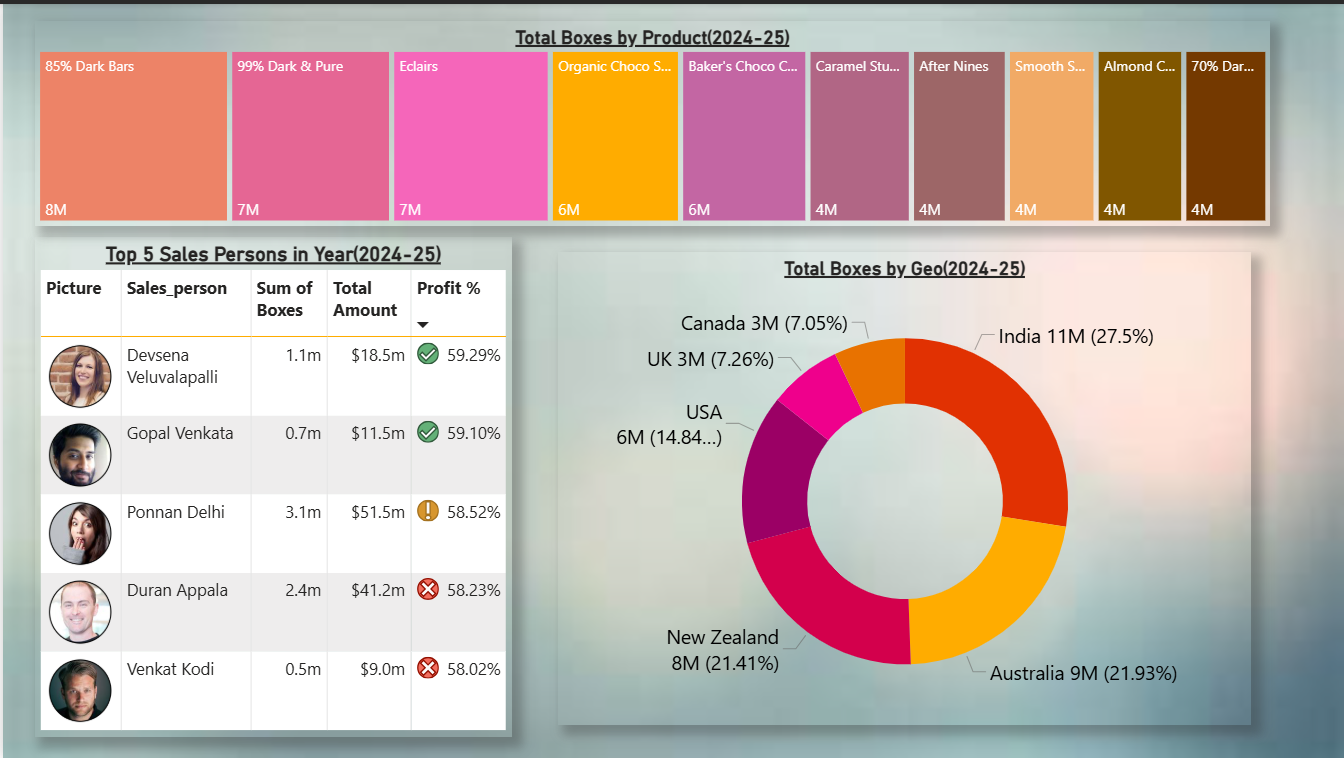 Total Boxes by Product(2024-25)
85% Dark Bars
99% Dark & Pure
Eclairs
Organic Choco S...
Baker's Choco C...
Caramel Stu...
After Nines
Smooth S...
Almond C...
70% Dar...
8M
7M
7M
6M
6M
4M
4M
4M
4M
4M
Top 5 Sales Persons in Year(2024-25)
Picture Sales_person Sum of Boxes Total Amount Profit %
Devsena Veluvalapalli 1.1m $18.5m 59.29%
Gopal Venkata 0.7m $11.5m 59.10%
Ponnan Delhi 3.1m $51.5m 58.52%
Duran Appala 2.4m $41.2m 58.23%
Venkat Kodi 0.5m $9.0m 58.02%
Total Boxes by Geo(2024-25)
Canada 3M (7.05%)
India 11M (27.5%)
UK 3M (7.26%)
USA
6M (14.84...)
New Zealand
8M (21.41%)
Australia 9M (21.93%)